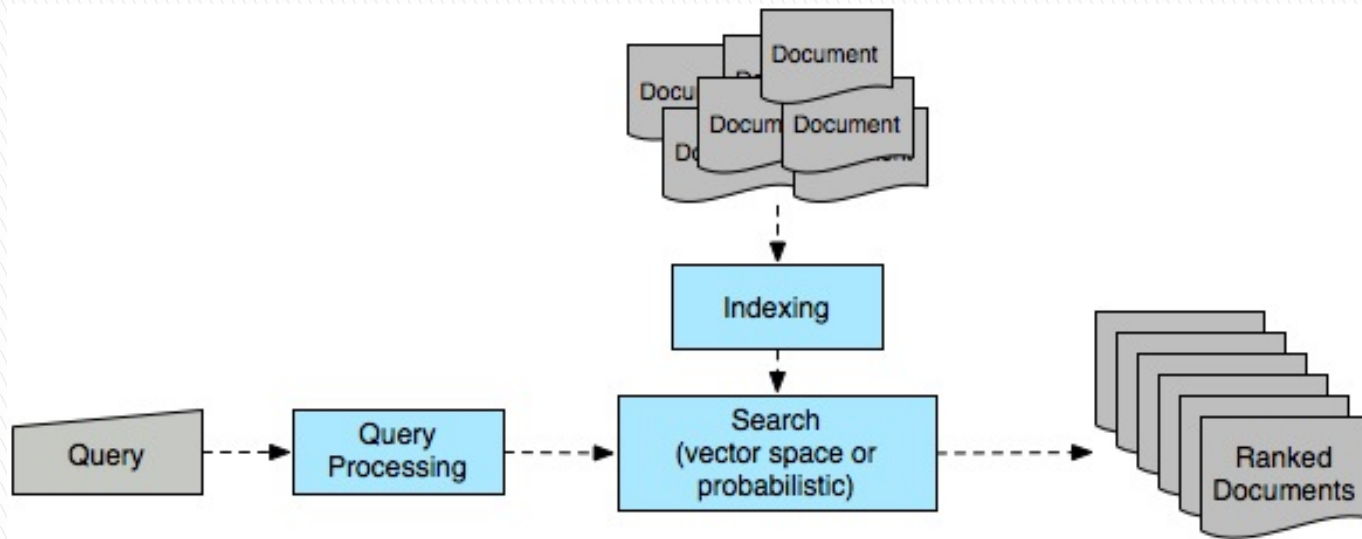 Document
Document
Indexing
Query
Query
Processing
Search
(vector space or
probabilistic)
Ranked
Documents